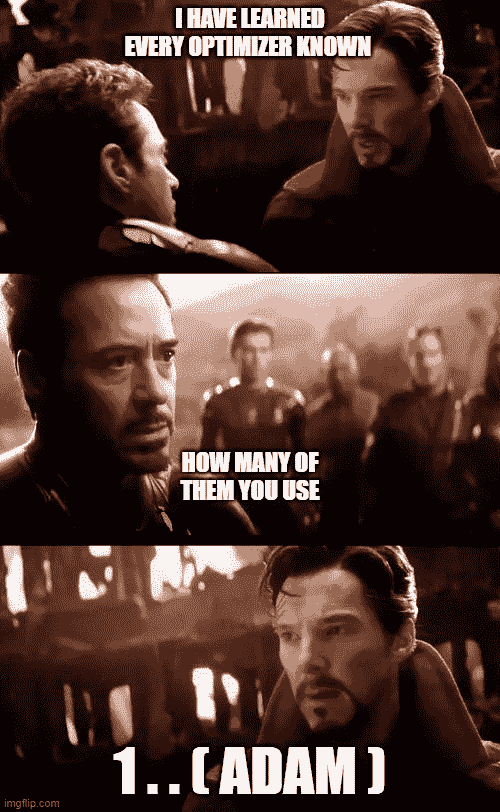 I HAVE LEARNED
EVERY OPTIMIZER KNOWN
HOW MANY OF
THEM YOU USE
1 . . ( ADAM )
imgflip.com